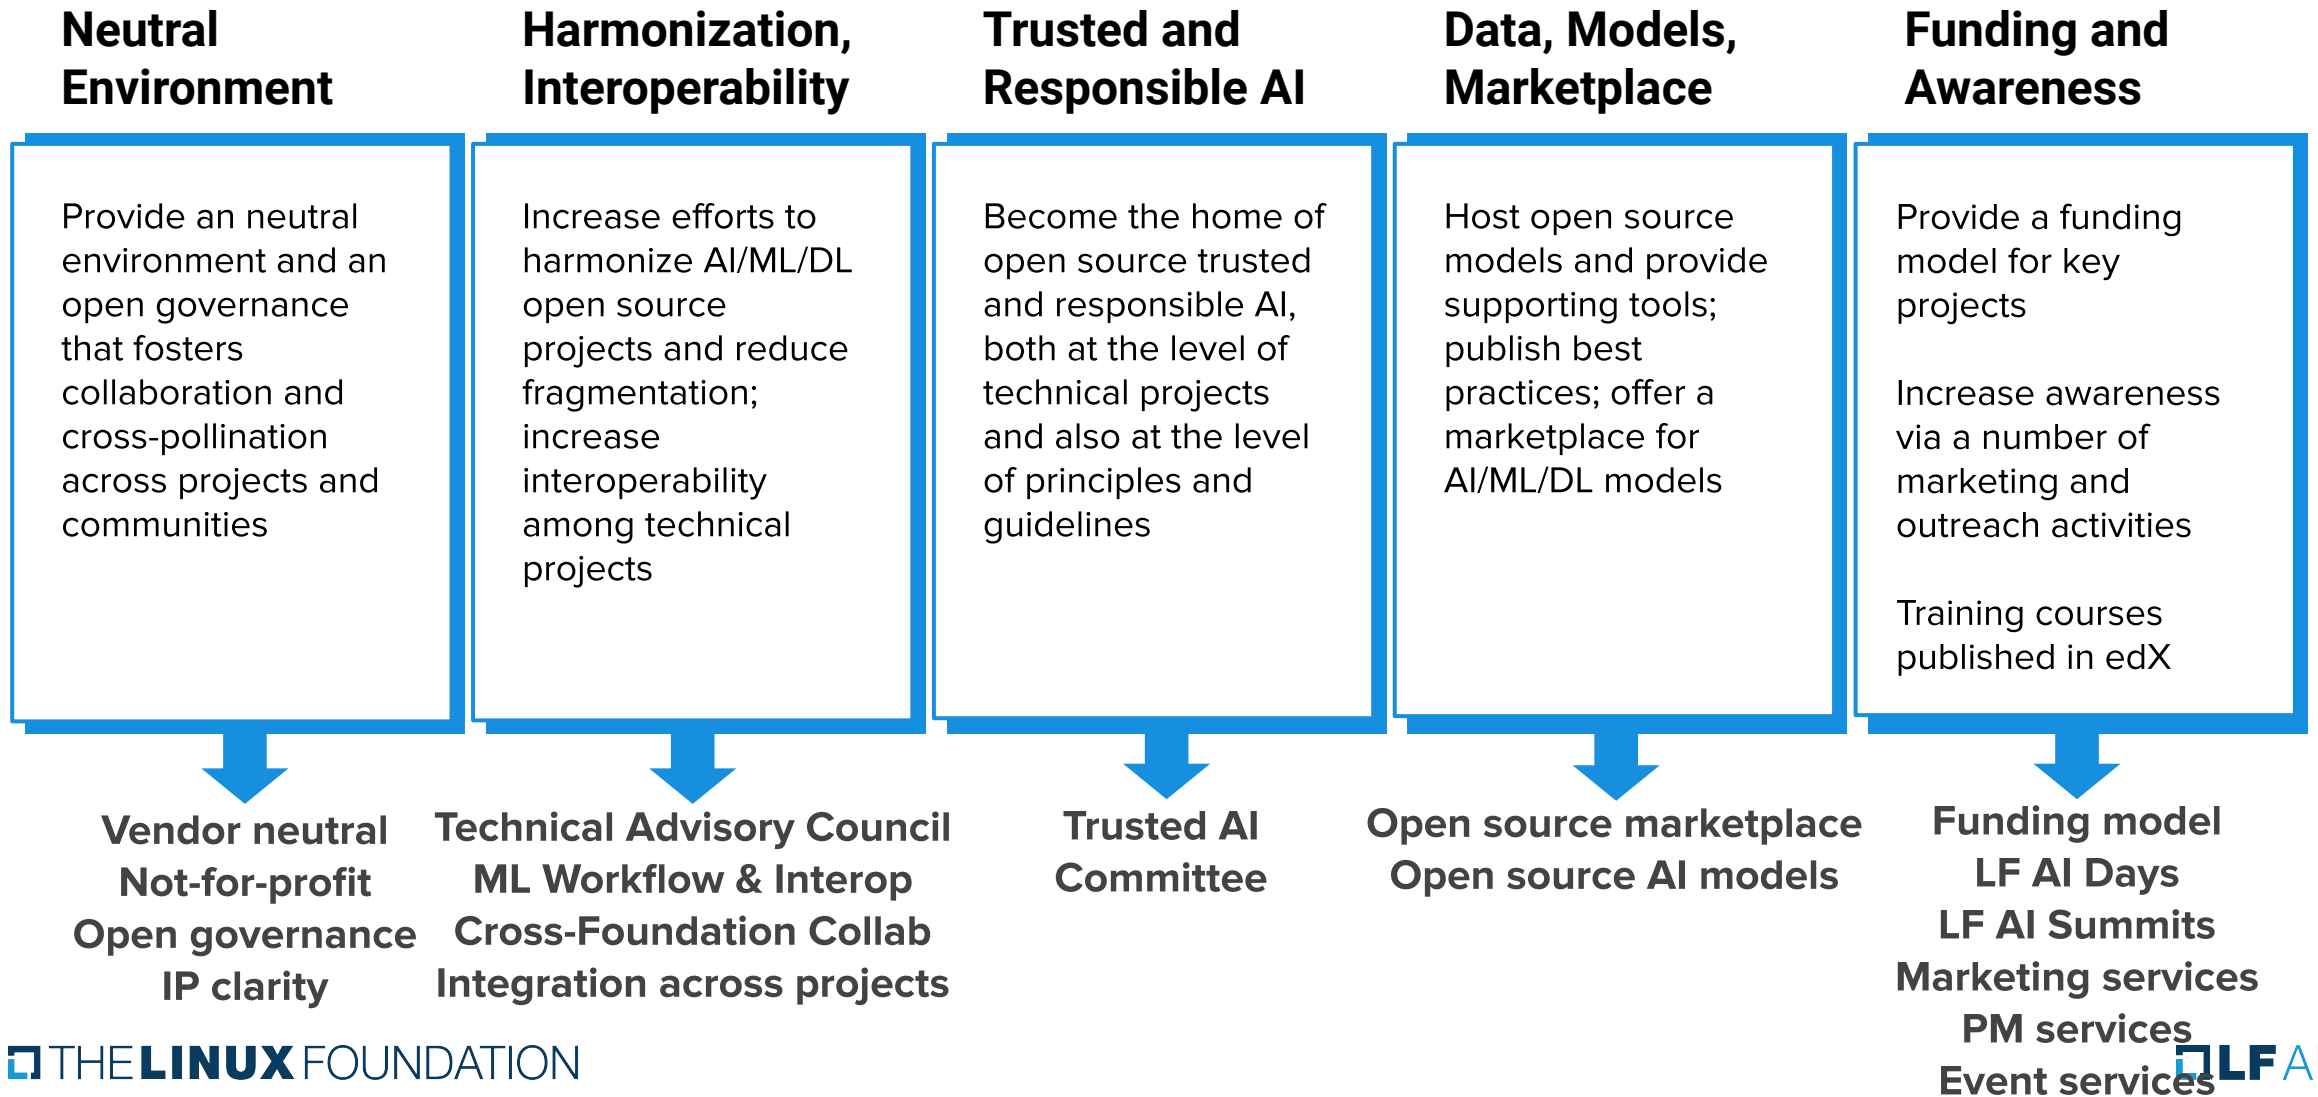 Neutral
Environment
Provide an neutral
environment and an
open governance
that fosters
collaboration and
cross-pollination
across projects and
communities
Vendor neutral
Not-for-profit
Open governance
IP clarity
Harmonization,
Interoperability
Increase efforts to
harmonize AI/ML/DL
open source
projects and reduce
fragmentation;
increase
interoperability
among technical
projects
Technical Advisory Council
ML Workflow & Interop
Cross-Foundation Collab
Integration across projects
Trusted and
Responsible AI
Become the home of
open source trusted
and responsible AI,
both at the level of
technical projects
and also at the level
of principles and
guidelines
Trusted AI
Committee
Data, Models,
Marketplace
Host open source
models and provide
supporting tools;
publish best
practices; offer a
marketplace for
AI/ML/DL models
Open source marketplace
Open source AI models
Funding and
Awareness
Provide a funding
model for key
projects
Increase awareness
via a number of
marketing and
outreach activities
Training courses
published in edX
Funding model
LF AI Days
LF AI Summits
Marketing services
PM services
Event services
THE LINUX FOUNDATION
LF AI